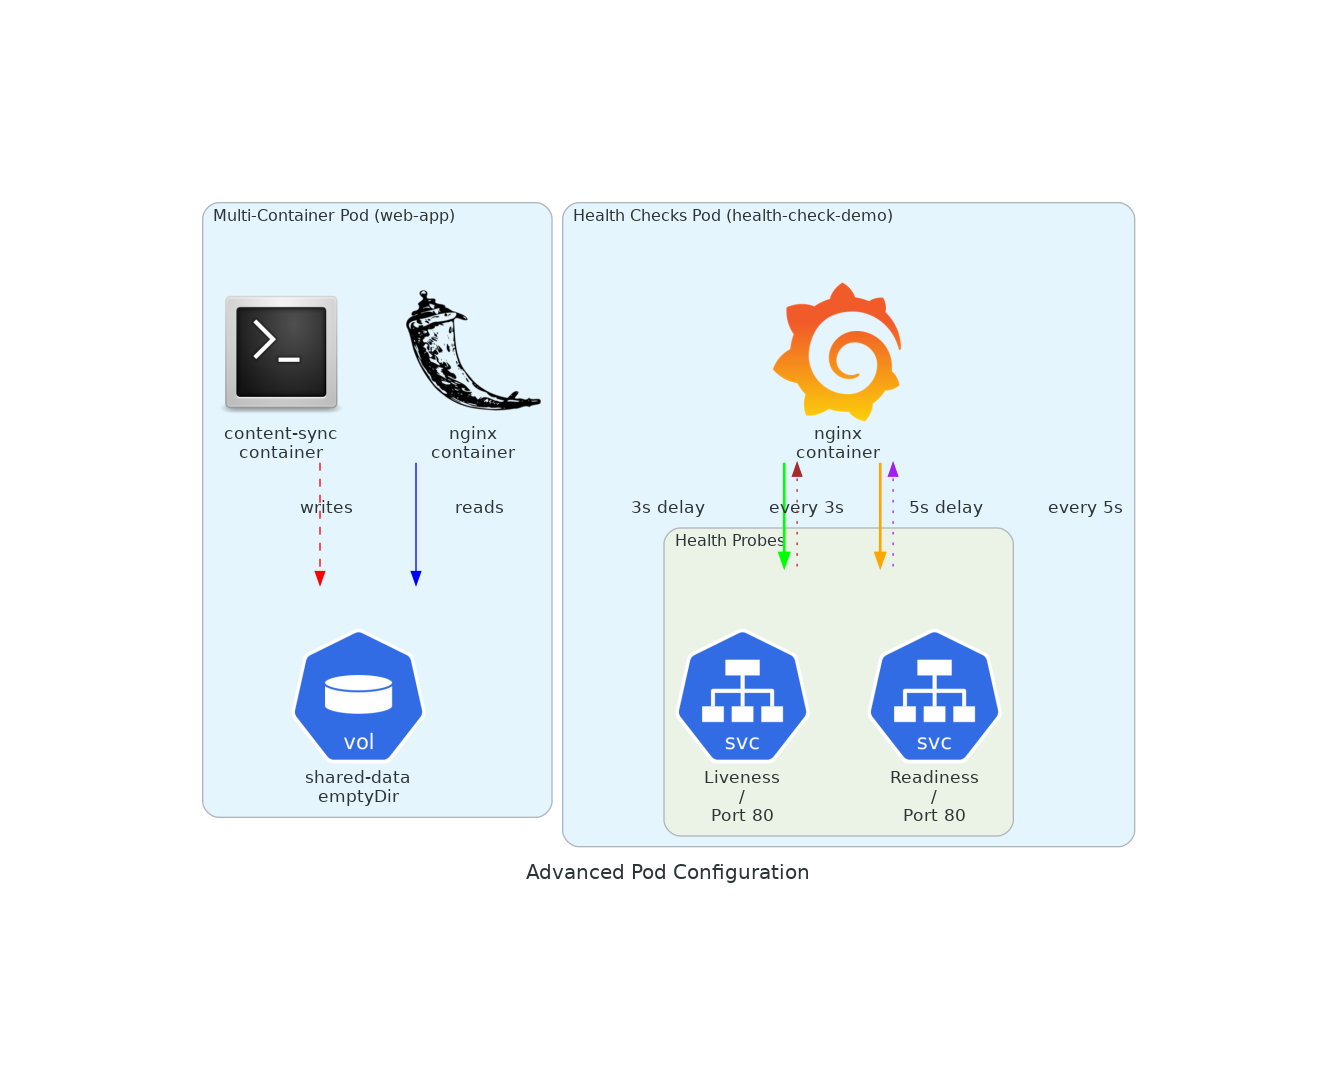 Multi-Container Pod (web-app)
content-sync
container
nginx
container
writes
reads
vol
shared-data
emptyDir
Health Checks Pod (health-check-demo)
nginx
container
3s delay
every 3s
5s delay
every 5s
Health Probes
svc
Liveness
/
Port 80
svc
Readiness
/
Port 80
Advanced Pod Configuration